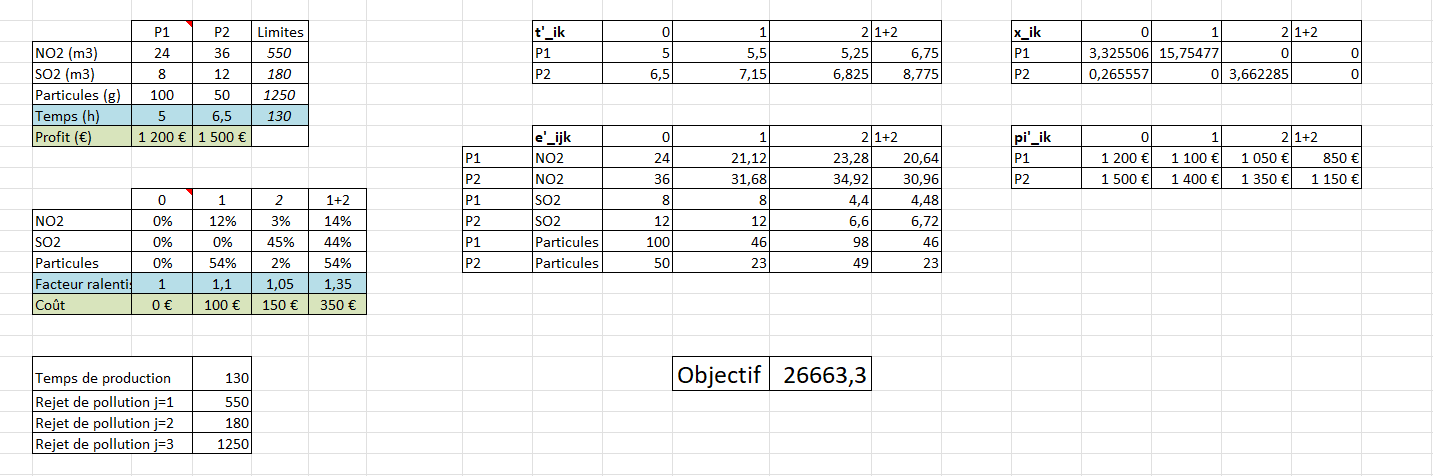 P1 P2 Limites
NO2 (m3) 24 36 550
SO2 (m3) 8 12 180
Particules (g) 100 50 1250
Temps (h) 5 6,5 130
Profit (€) 1 200 € 1 500 €
0 1 2 1+2
NO2 0% 12% 3% 14%
SO2 0% 0% 45% 44%
Particules 0% 54% 2% 54%
Facteur ralentis 1 1,1 1,05 1,35
Coût 0 € 100 € 150 € 350 €
Temps de production 130
Rejet de pollution j=1 550
Rejet de pollution j=2 180
Rejet de pollution j=3 1250
t'_ik 0 1 2 1+2
P1 5 5,5 5,25 6,75
P2 6,5 7,15 6,825 8,775
e'_ijk 0 1 2 1+2
P1 NO2 24 21,12 23,28 20,64
P2 NO2 36 31,68 34,92 30,96
P1 SO2 8 8 4,4 4,48
P2 SO2 12 12 6,6 6,72
P1 Particules 100 46 98 46
P2 Particules 50 23 49 23
Objectif 26663,3
x_ik 0 1 2 1+2
P1 3,325506 15,75477 0 0
P2 0,265557 0 3,662285 0
pi'_ik 0 1 2 1+2
P1 1 200 € 1 100 € 1 050 € 850 €
P2 1 500 € 1 400 € 1 350 € 1 150 €